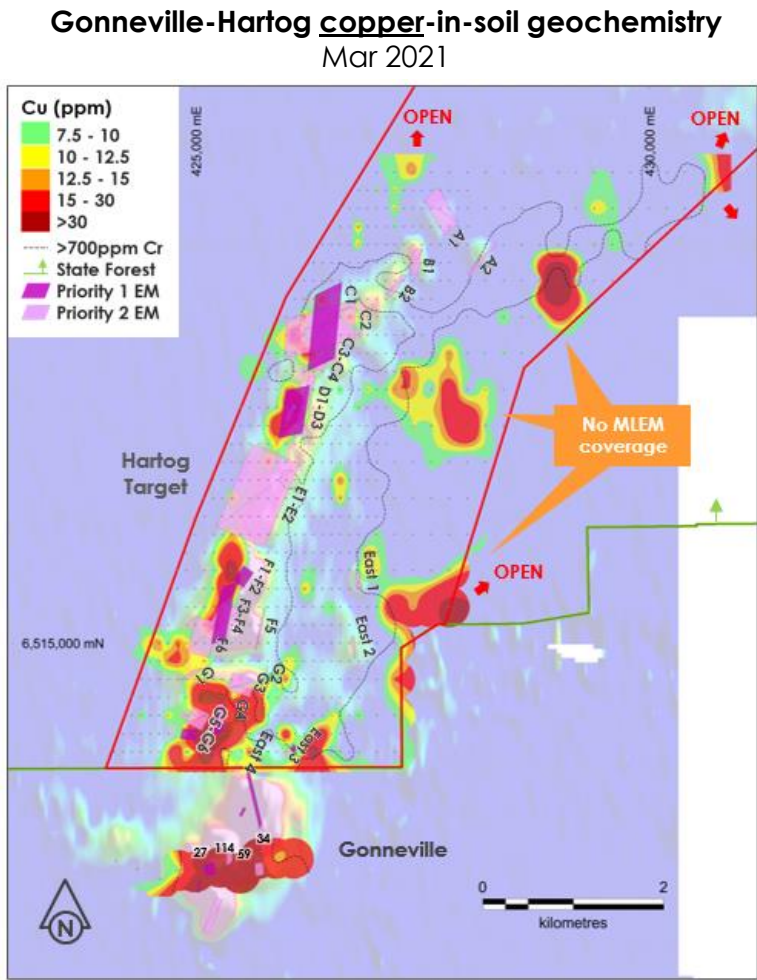 Gonneville-Hartog copper-in-soil geochemistry
Mar 2021
Cu (ppm)
7.5 - 10
10 - 12.5
12.5 - 15
15 - 30
>30
>700ppm Cr
State Forest
Priority 1 EM
Priority 2 EM
425,000 mE
430,000 mE
OPEN
OPEN
A1
A2
B1
B2
C1
C2
C3-C4
D1-D3
No MLEM
coverage
Hartog
Target
E1-E2
East 1
OPEN
F1-F2
F3-F4
F5
F6
East 2
6,515,000 mN
G1
G2
G3
G4
G5-G6
East 4
East 3
34
114
27
59
Gonneville
N
0
2
kilometres